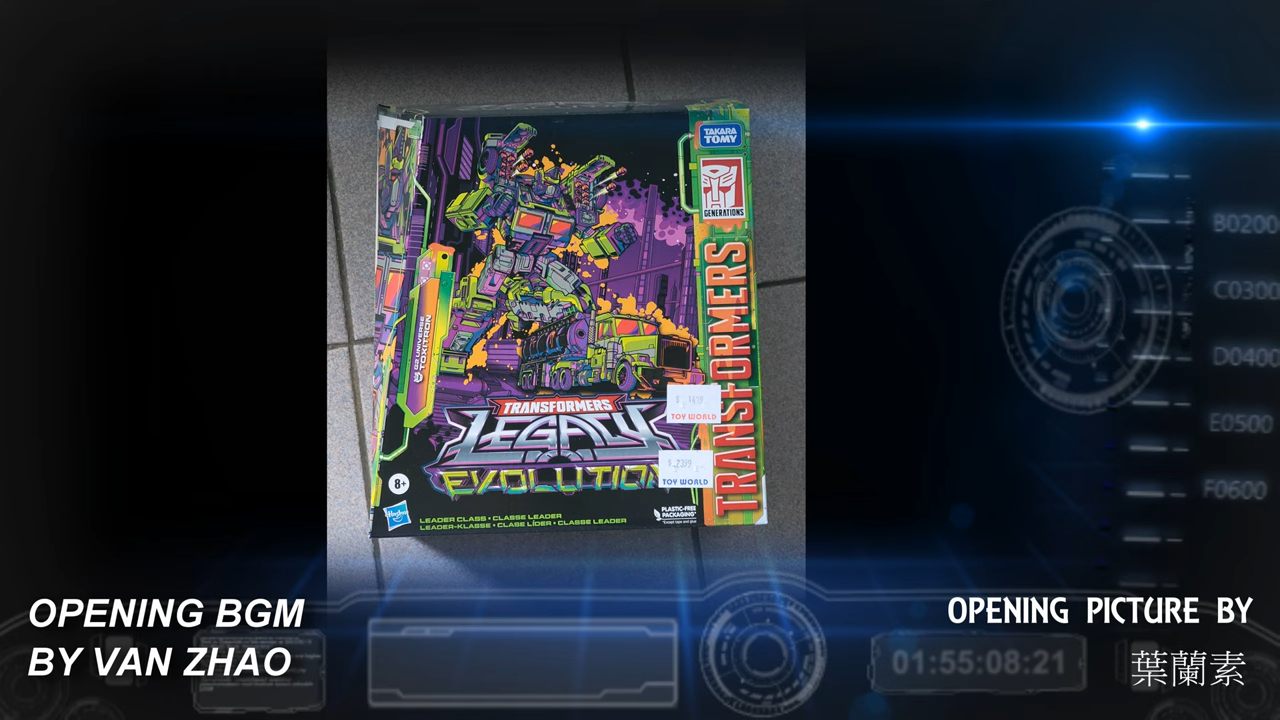 TAKARA
TOMY
GENERATIONS
TRANSFORMERS
G2 UNIVERSE
TOXITRON
TRANSFORMERS
LEGACY
EVOLUTION
TOY WORLD
TOY WORLD
8+
Hasbro
LEADER CLASS • CLASSE LEADER
LEADER-KLASSE • CLASE LÍDER • CLASSE LEADER
PLASTIC-FREE
PACKAGING*
B0200
C0300
D0400
E0500
F0600
OPENING BGM
BY VAN ZHAO
OPENING PICTURE BY
葉蘭素
01:55:08:21